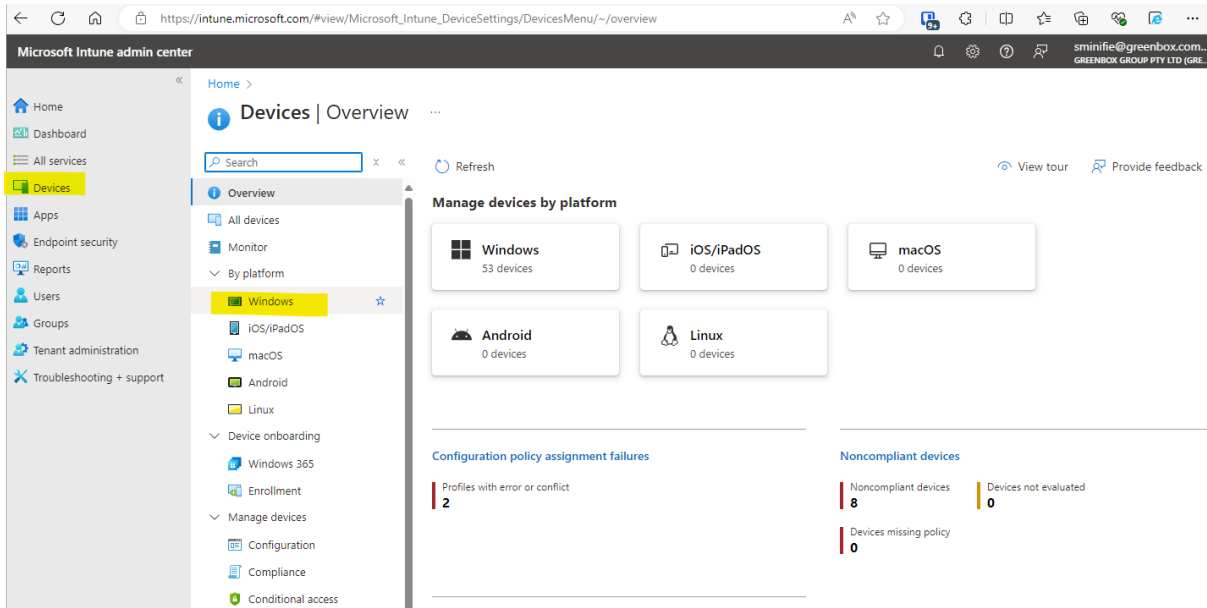 https://intune.microsoft.com/#view/Microsoft_Intune_DeviceSettings/DevicesMenu/~/overview
9+
Microsoft Intune admin center
sminifie@greenbox.com...
GREENBOX GROUP PTY LTD (GRE...
Home
Dashboard
All services
Devices
Apps
Endpoint security
Reports
Users
Groups
Tenant administration
Troubleshooting + support
Home >
Devices | Overview ...
Search
Overview
All devices
Monitor
By platform
Windows
iOS/iPadOS
macOS
Android
Linux
Device onboarding
Windows 365
Enrollment
Manage devices
Configuration
Compliance
Conditional access
Refresh
View tour
Provide feedback
Manage devices by platform
Windows
53 devices
iOS/iPadOS
0 devices
macOS
0 devices
Android
0 devices
Linux
0 devices
Configuration policy assignment failures
Profiles with error or conflict
2
Noncompliant devices
Noncompliant devices
8
Devices not evaluated
0
Devices missing policy
0